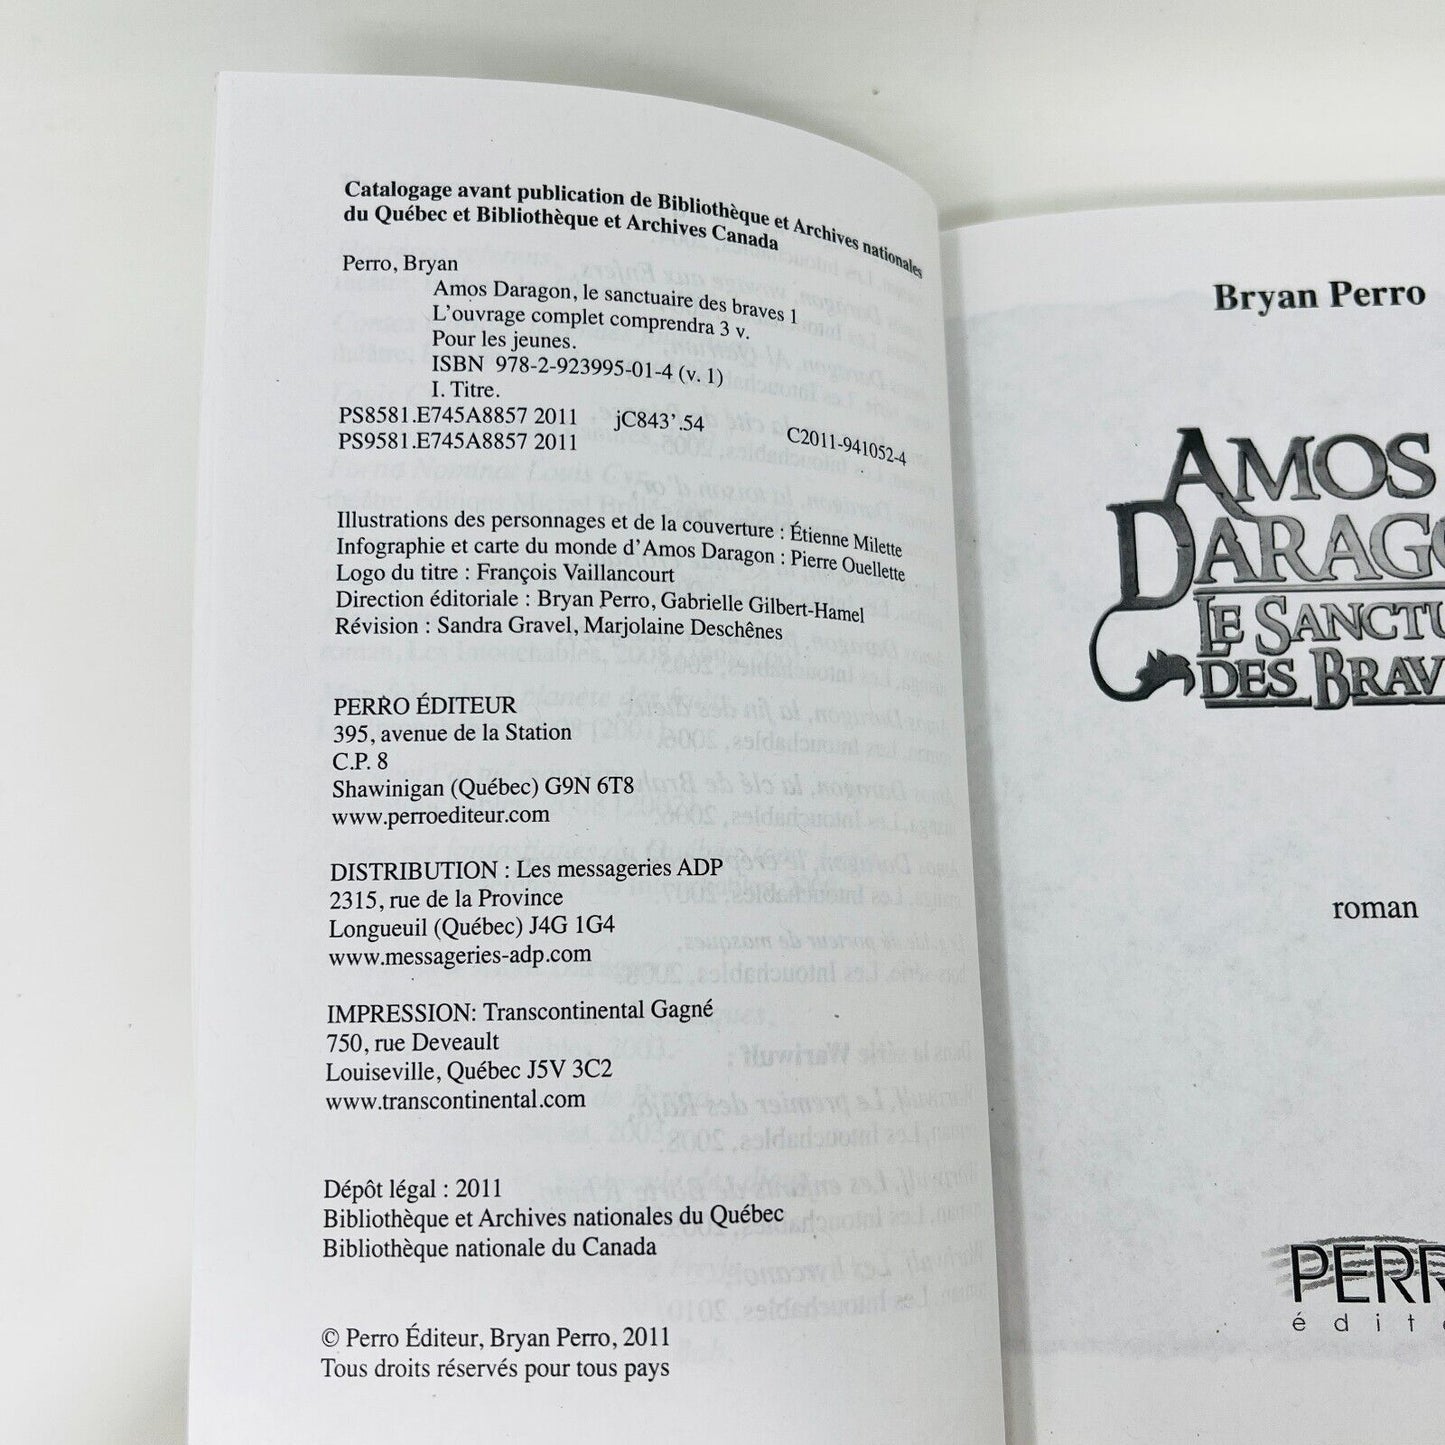 Catalogage avant publication de Bibliothèque et Archives nationales
du Québec et Bibliothèque et Archives Canada
Perro, Bryan
Amos Daragon, le sanctuaire des braves 1
L'ouvrage complet comprendra 3 v.
Pour les jeunes.
ISBN 978-2-923995-01-4 (v. 1)
I. Titre.
PS8581.E745A8857 2011 jC843'.54 C2011-941052-4
PS9581.E745A8857 2011
Illustrations des personnages et de la couverture : Étienne Milette
Infographie et carte du monde d'Amos Daragon : Pierre Ouellette
Logo du titre : François Vaillancourt
Direction éditoriale : Bryan Perro, Gabrielle Gilbert-Hamel
Révision : Sandra Gravel, Marjolaine Deschênes
PERRO ÉDITEUR
395, avenue de la Station
C.P. 8
Shawinigan (Québec) G9N 6T8
www.perroediteur.com
DISTRIBUTION : Les messageries ADP
2315, rue de la Province
Longueuil (Québec) J4G 1G4
www.messageries-adp.com
IMPRESSION: Transcontinental Gagné
750, rue Deveault
Louiseville, Québec J5V 3C2
www.transcontinental.com
Dépôt légal : 2011
Bibliothèque et Archives nationales du Québec
Bibliothèque nationale du Canada
© Perro Éditeur, Bryan Perro, 2011
Tous droits réservés pour tous pays
Bryan Perro
AMOS
DARAGO
LE SANCTU
DES BRAV
roman
PERR
édite